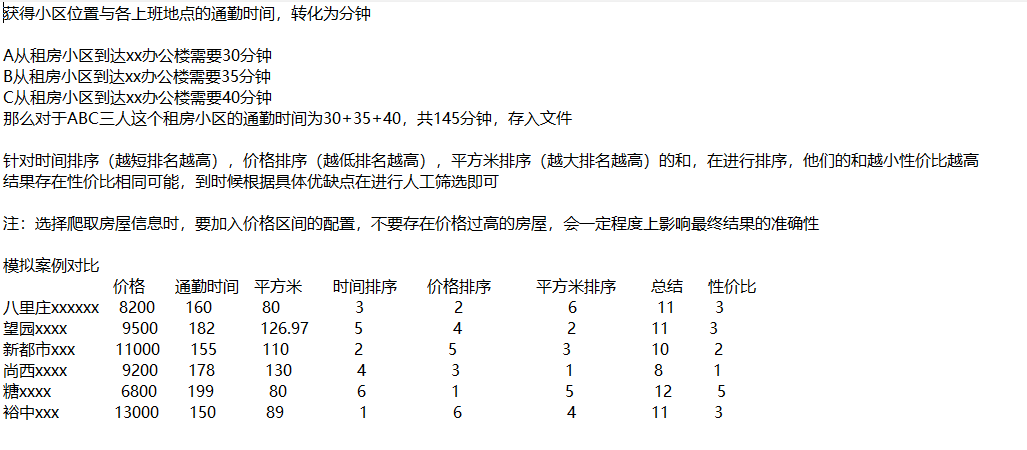 获得小区位置与各上班地点的通勤时间，转化为分钟
A从租房小区到达xx办公楼需要30分钟
B从租房小区到达xx办公楼需要35分钟
C从租房小区到达xx办公楼需要40分钟
那么对于ABC三人这个租房小区的通勤时间为30+35+40，共145分钟，存入文件
针对时间排序（越短排名越高），价格排序（越低排名越高），平方米排序（越大排名越高）的和，在进行排序，他们的和越小性价比越高
结果存在性价比相同可能，到时候根据具体优缺点在进行人工筛选即可
注：选择爬取房屋信息时，要加入价格区间的配置，不要存在价格过高的房屋，会一定程度上影响最终结果的准确性
模拟案例对比
价格 通勤时间 平方米 时间排序 价格排序 平方米排序 总结 性价比
八里庄xxxxxx 8200 160 80 3 2 6 11 3
望园xxxx 9500 182 126.97 5 4 2 11 3
新都市xxx 11000 155 110 2 5 3 10 2
尚西xxxx 9200 178 130 4 3 1 8 1
糖xxxx 6800 199 80 6 1 5 12 5
裕中xxx 13000 150 89 1 6 4 11 3